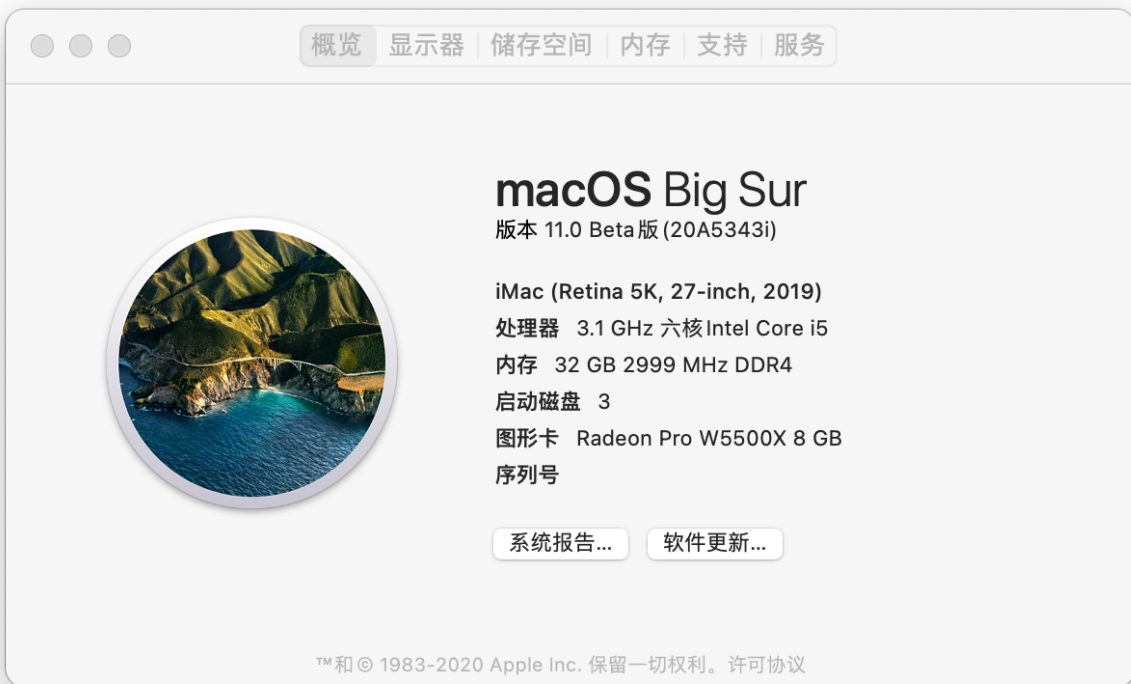 概览 显示器 储存空间 内存 支持 服务
macOS Big Sur
版本 11.0 Beta版 (20A5343i)
iMac (Retina 5K, 27-inch, 2019)
处理器 3.1 GHz 六核Intel Core i5
内存 32 GB 2999 MHz DDR4
启动磁盘 3
图形卡 Radeon Pro W5500X 8 GB
序列号
系统报告... 软件更新...
™和© 1983-2020 Apple Inc. 保留一切权利。许可协议